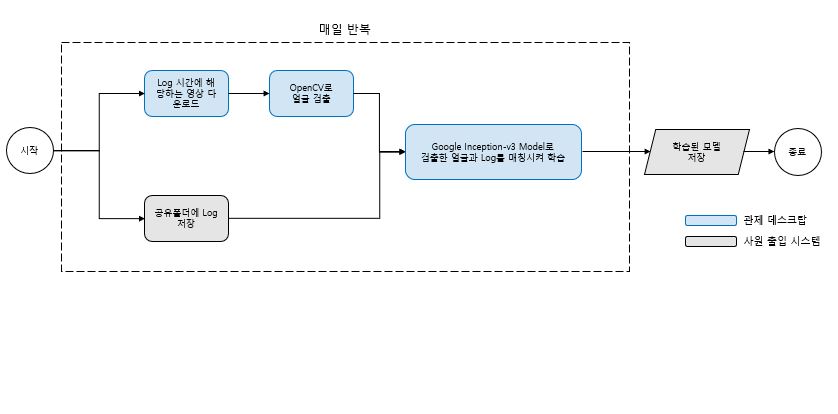 매일 반복
시작
Log 시간에 해
당하는 영상 다
운로드
OpenCV로
얼굴 검출
공유폴더에 Log
저장
Google Inception-v3 Model로
검출한 얼굴과 Log를 매칭시켜 학습
학습된 모델
저장
종료
관제 데스크탑
사원 출입 시스템